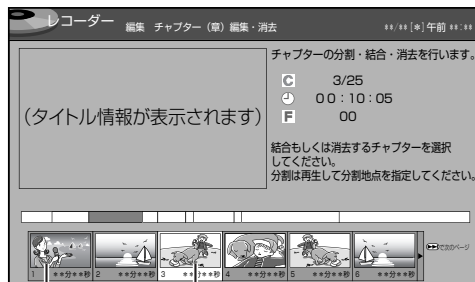 レコーダー 編集 チャプター（章）編集・消去 **/**[*]午前 **:**
チャプターの分割・結合・消去を行います。
C 3/25
00：10：05
F 00
(タイトル情報が表示されます)
結合もしくは消去するチャプターを選択
してください。
分割は再生して分割地点を指定してください。
で次のページ
1 **分**秒 2 **分**秒 3 **分**秒 4 **分**秒 5 **分**秒 6 **分**秒